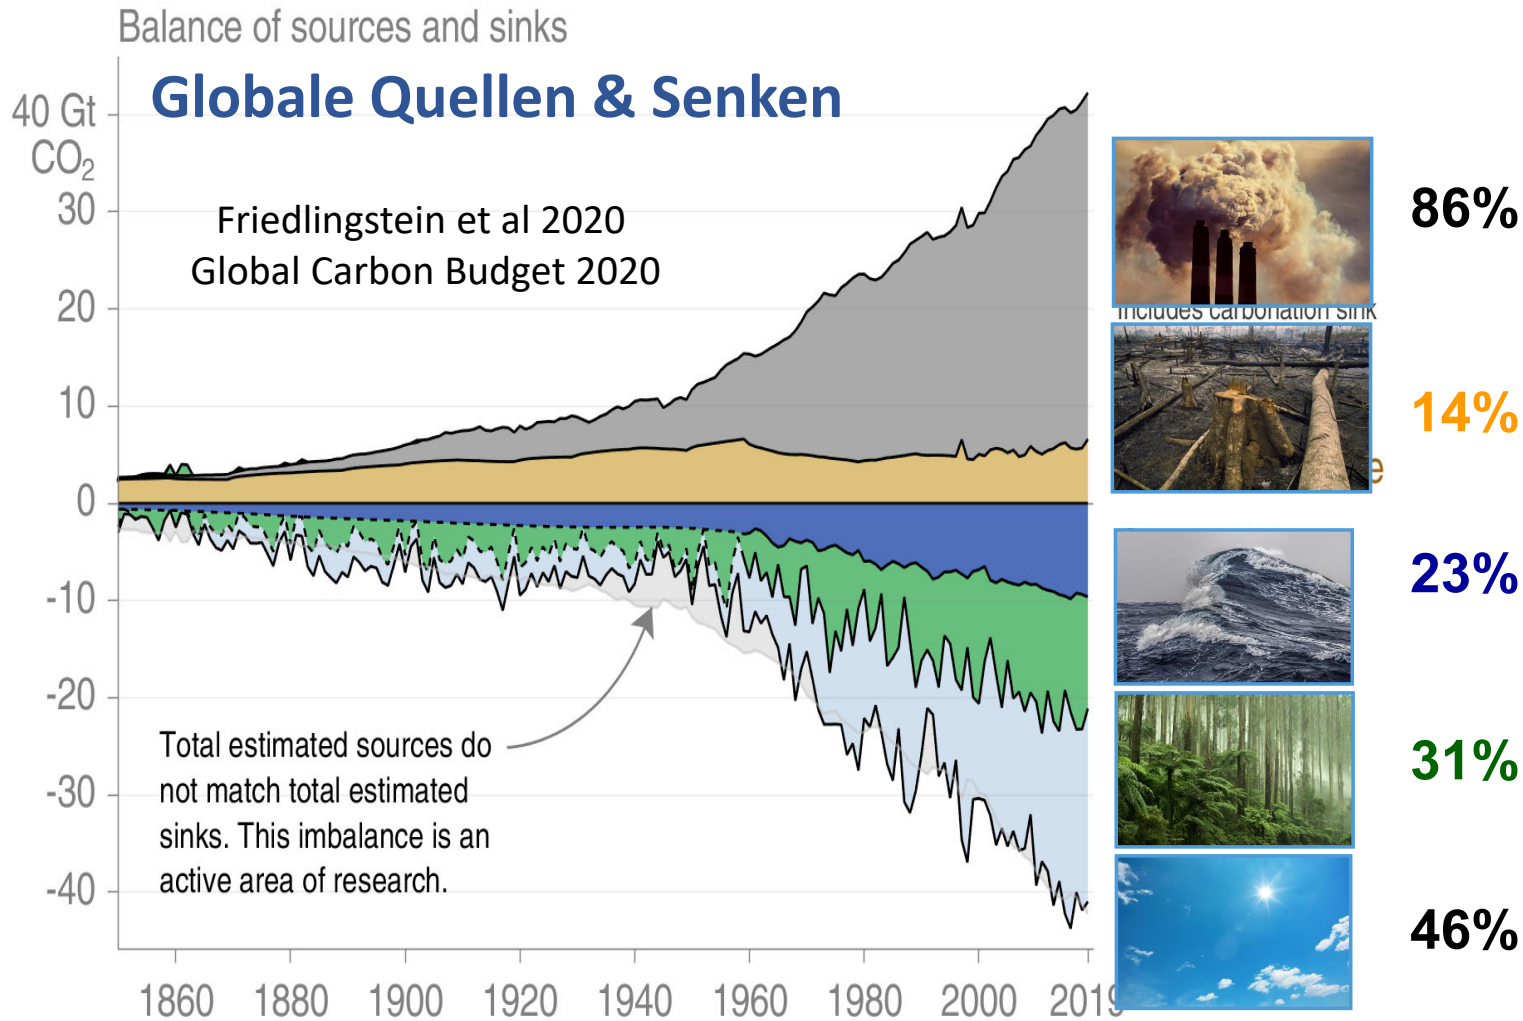 Balance of sources and sinks
Globale Quellen & Senken
40 Gt
CO₂
30
20
10
0
-10
-20
-30
-40
Friedlingstein et al 2020
Global Carbon Budget 2020
Total estimated sources do
not match total estimated
sinks. This imbalance is an
active area of research.
1860 1880 1900 1920 1940 1960 1980 2000 2019
86%
Includes carbonation sink
14%
e
23%
31%
46%